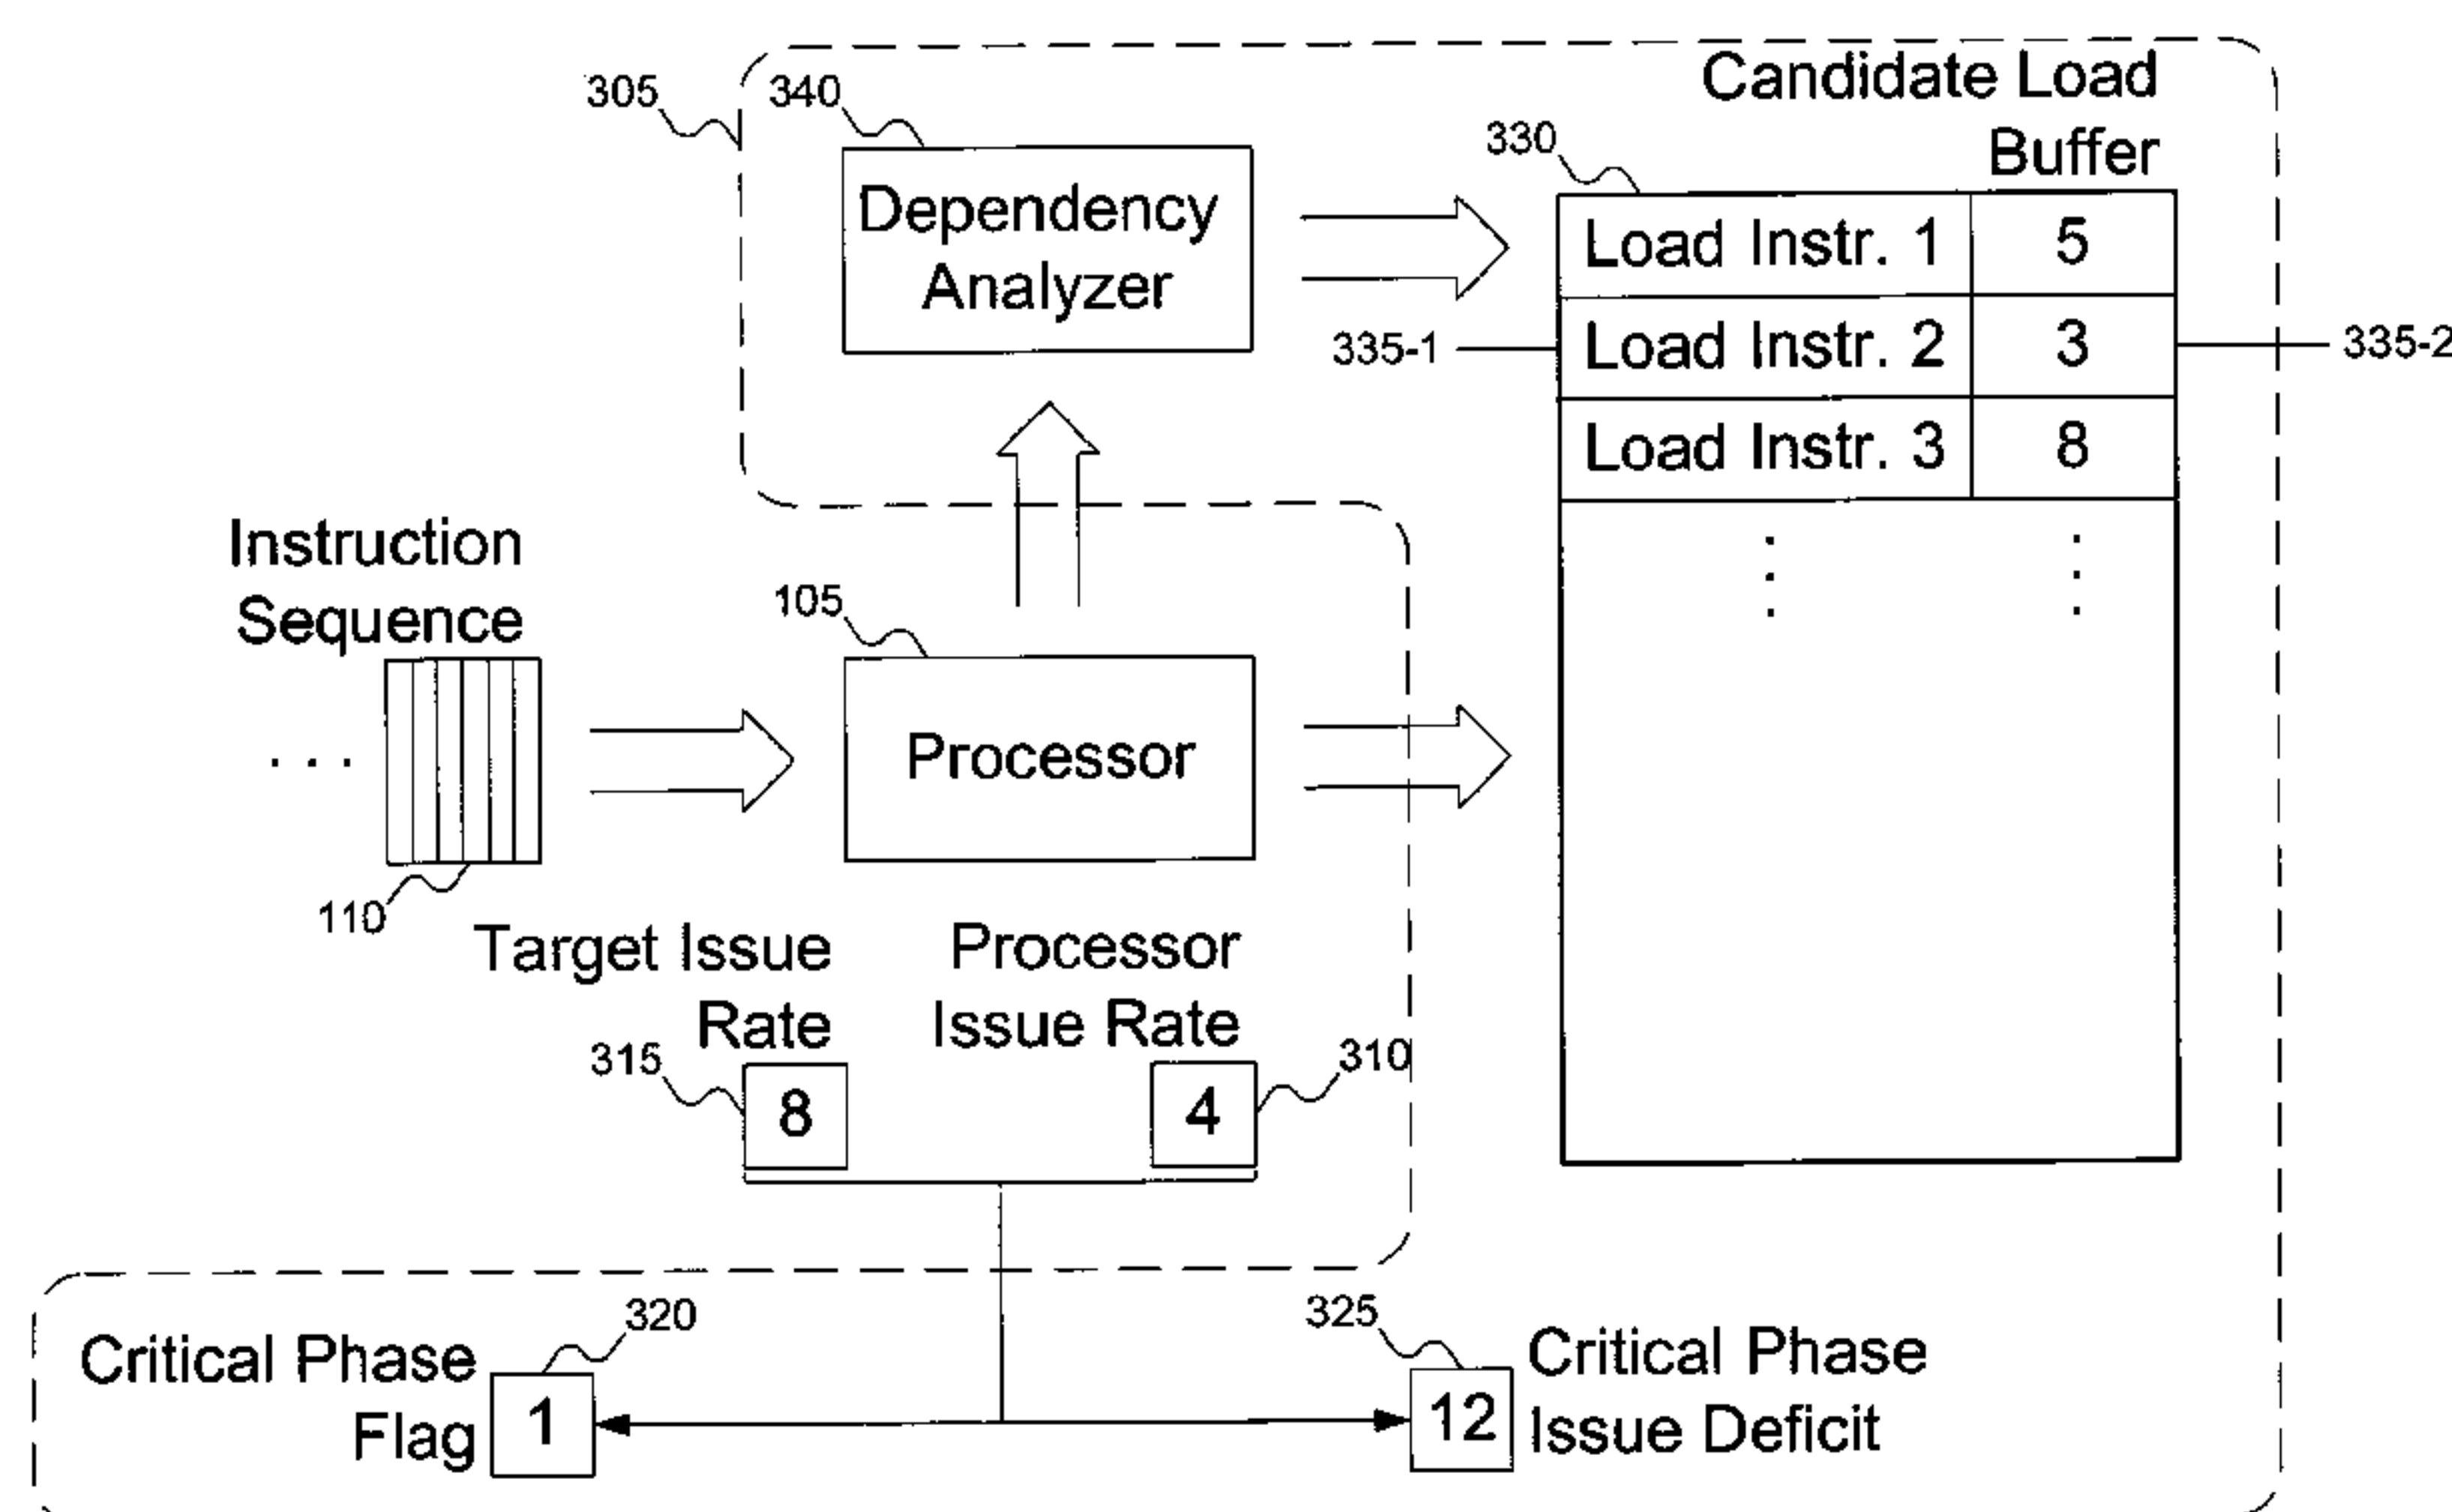 305
340
Candidate Load
Buffer
330
Dependency
Analyzer
Load Instr. 1 5
335-1
Load Instr. 2 3
335-2
Load Instr. 3 8
Instruction
Sequence
105
. . .
Processor
110
Target Issue
Rate
Processor
Issue Rate
315
8
4
310
320
325
Critical Phase
Flag
1
12
Critical Phase
Issue Deficit